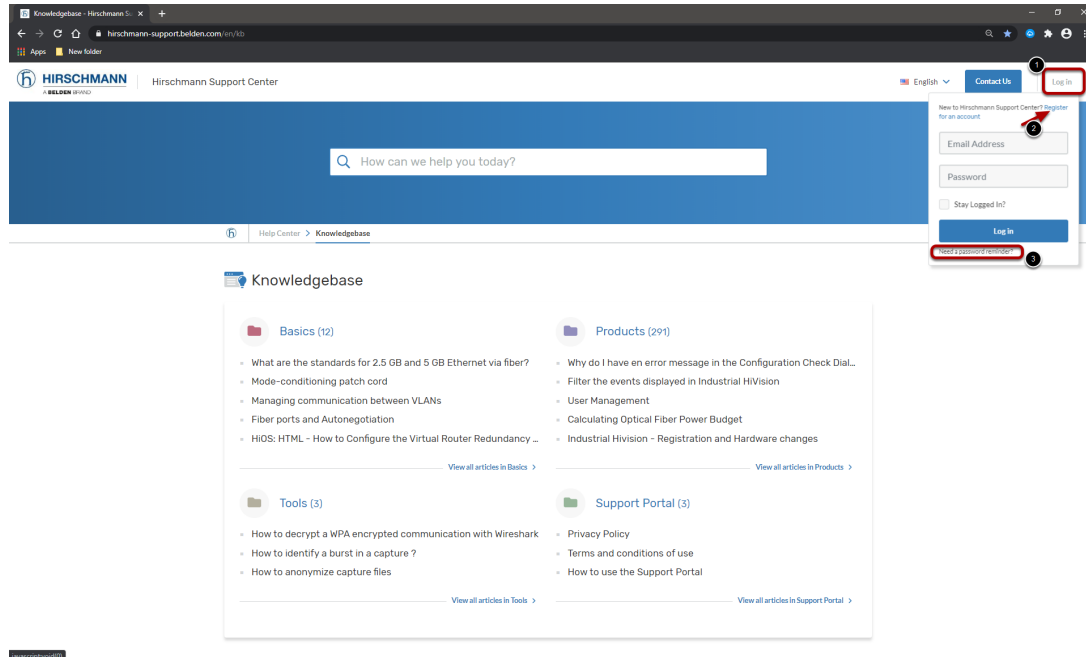 Knowledgebase - Hirschmann S
hirschmann-support.belden.com/en/kb
Apps New folder
HIRSCHMANN
A BELDEN BRAND
Hirschmann Support Center
English
Contact Us
Log in
1
New to Hirschmann Support Center? Register
for an account
2
Email Address
Password
Stay Logged In?
Log in
Need a password reminder?
3
How can we help you today?
Help Center > Knowledgebase
Knowledgebase
Basics (12)
What are the standards for 2.5 GB and 5 GB Ethernet via fiber?
Mode-conditioning patch cord
Managing communication between VLANs
Fiber ports and Autonegotiation
HiOS: HTML - How to Configure the Virtual Router Redundancy ...
View all articles in Basics >
Products (291)
Why do I have en error message in the Configuration Check Dial...
Filter the events displayed in Industrial HiVision
User Management
Calculating Optical Fiber Power Budget
Industrial Hivision - Registration and Hardware changes
View all articles in Products >
Tools (3)
How to decrypt a WPA encrypted communication with Wireshark
How to identify a burst in a capture ?
How to anonymize capture files
View all articles in Tools >
Support Portal (3)
Privacy Policy
Terms and conditions of use
How to use the Support Portal
View all articles in Support Portal >